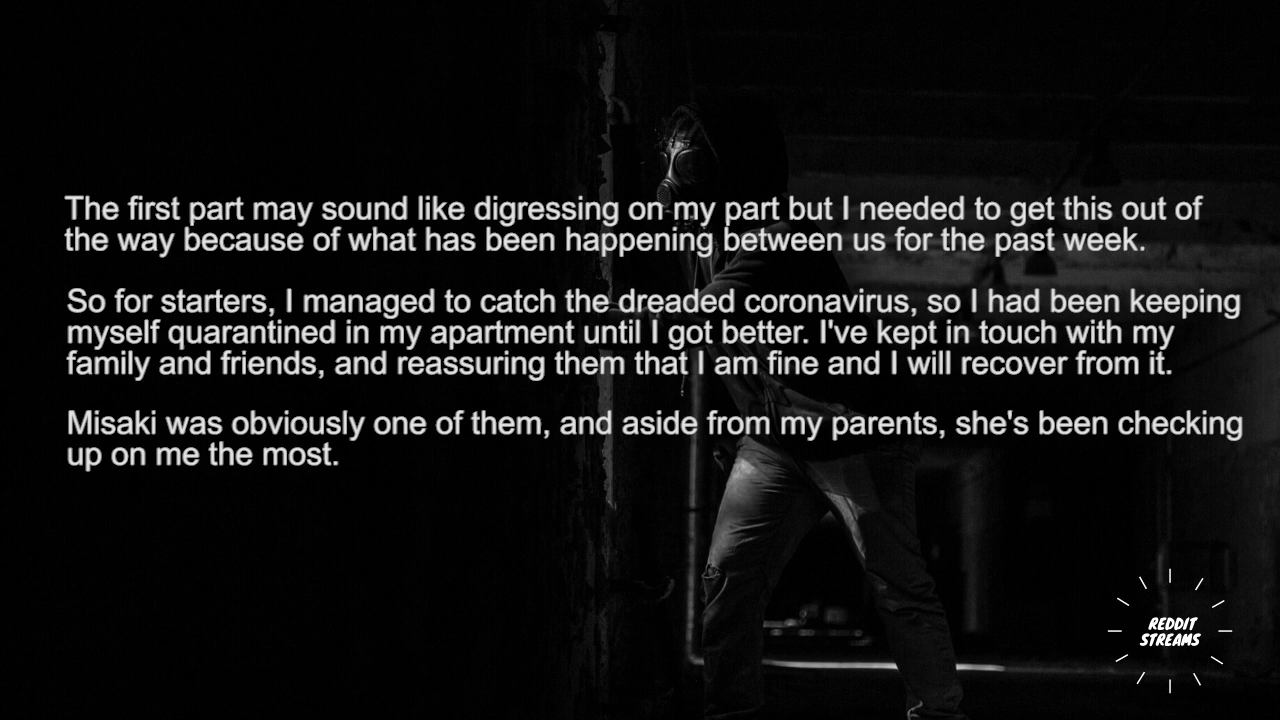 The first part may sound like digressing on my part but I needed to get this out of
the way because of what has been happening between us for the past week.
So for starters, I managed to catch the dreaded coronavirus, so I had been keeping
myself quarantined in my apartment until I got better. I've kept in touch with my
family and friends, and reassuring them that I am fine and I will recover from it.
Misaki was obviously one of them, and aside from my parents, she's been checking
up on me the most.
REDDIT
STREAMS